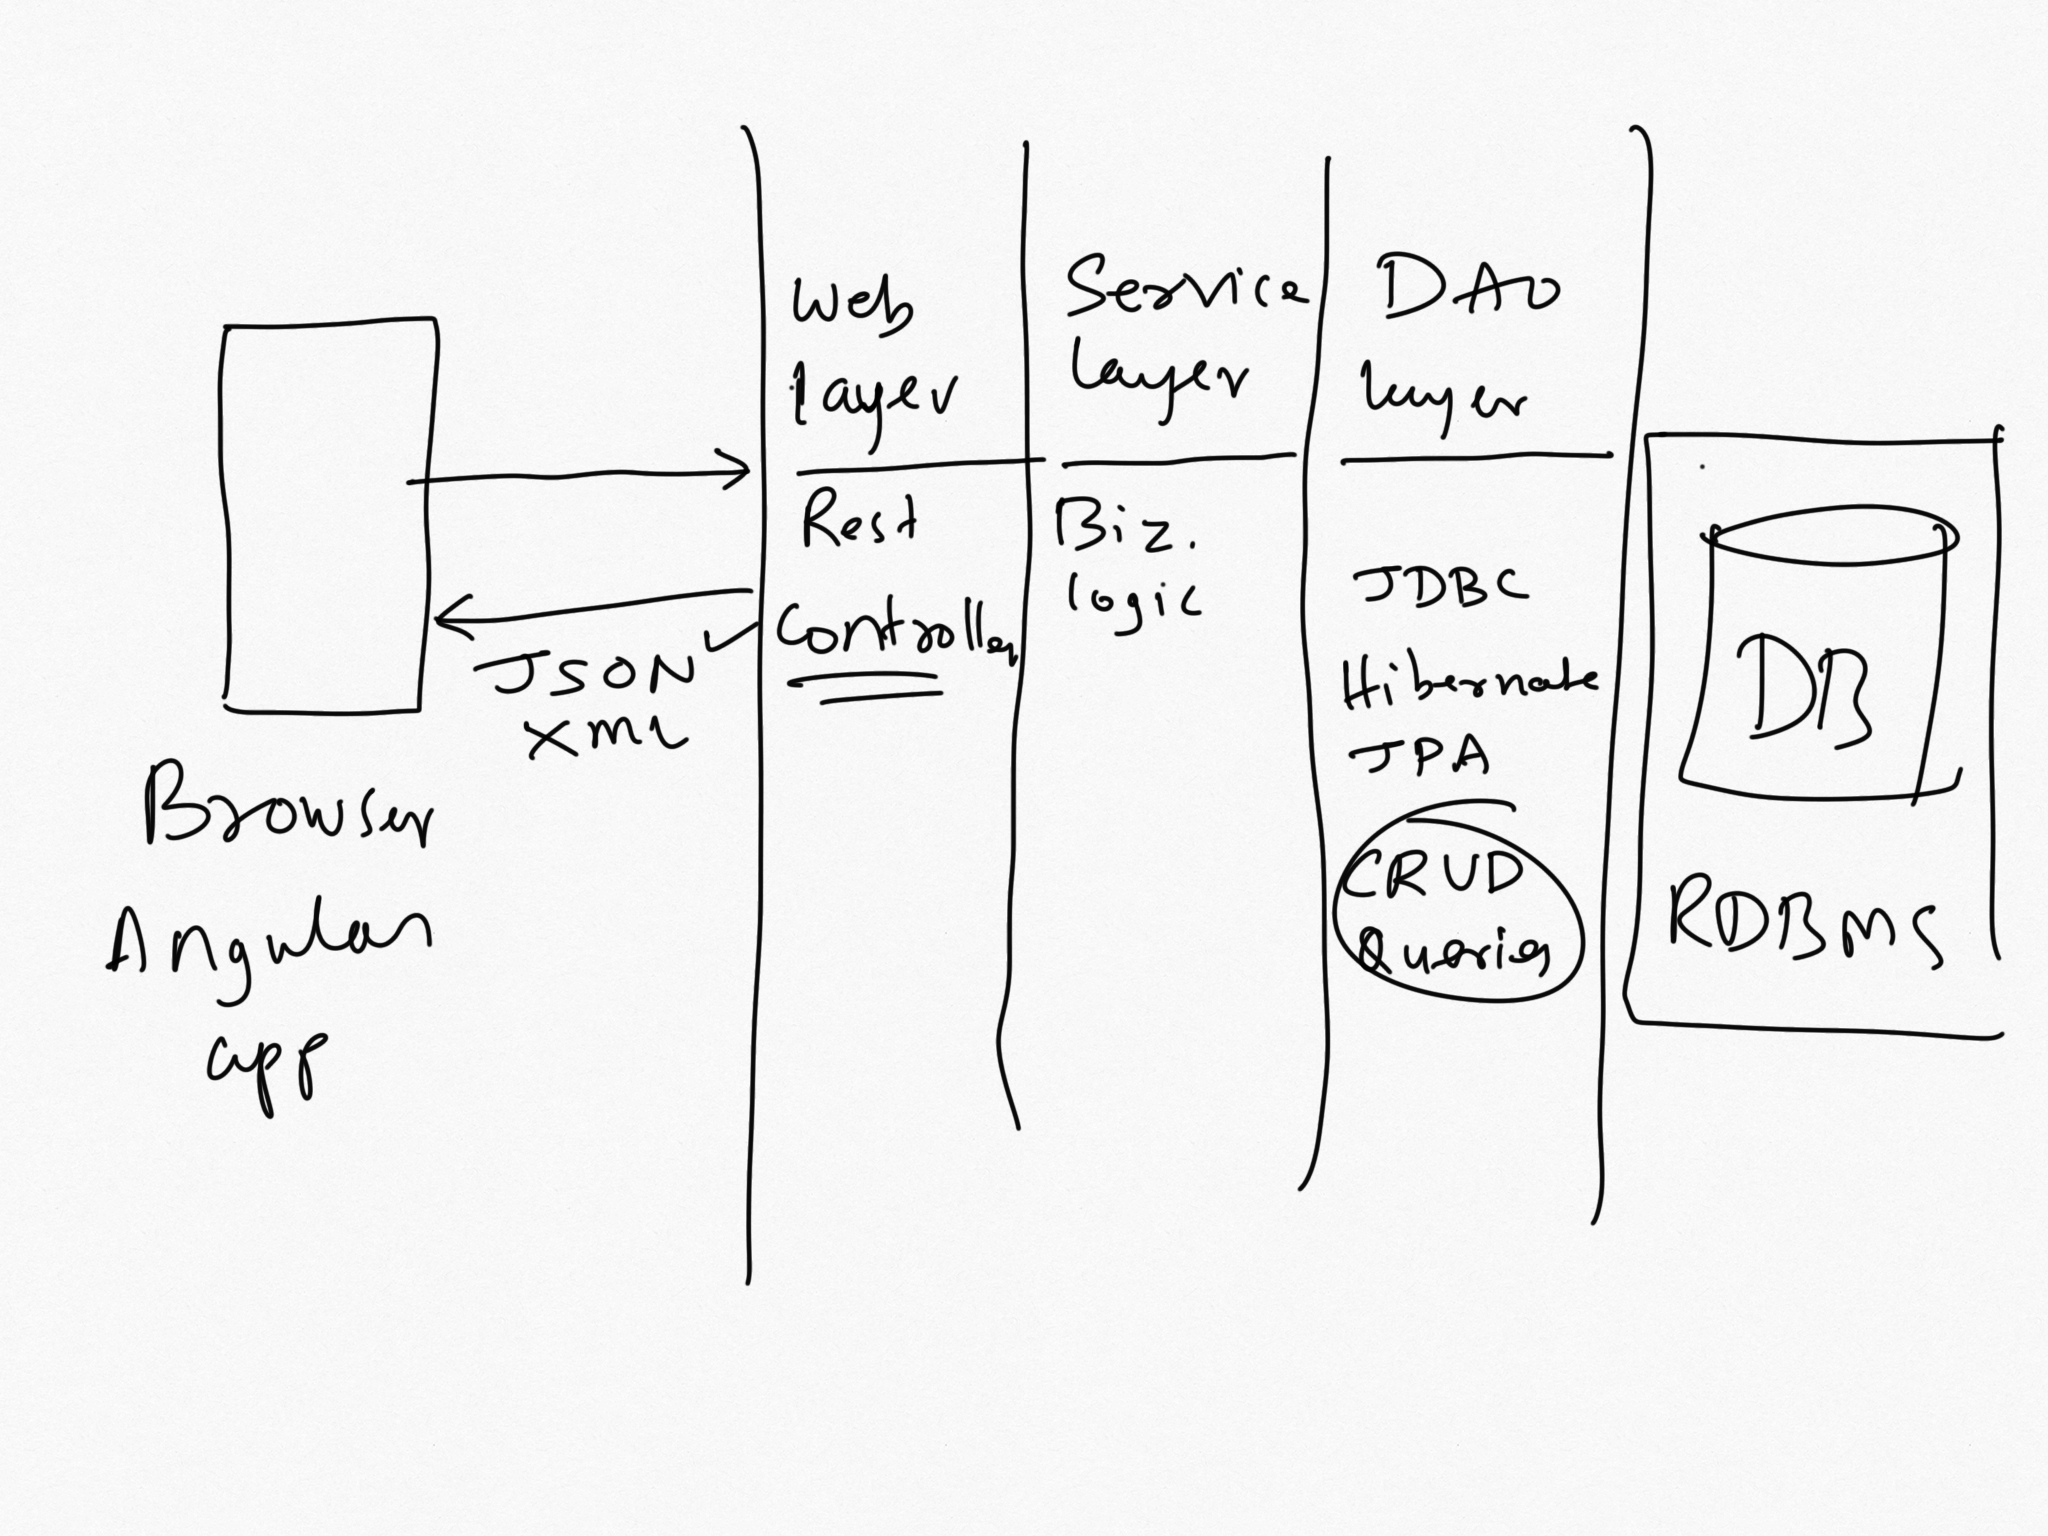 Web
layer
Rest
Controller
Service
layer
Biz.
logic
DAO
layer
JDBC
Hibernate
JPA
CRUD
Queries
DB
RDBMS
JSON ✓
XML
Browser
Angular
app